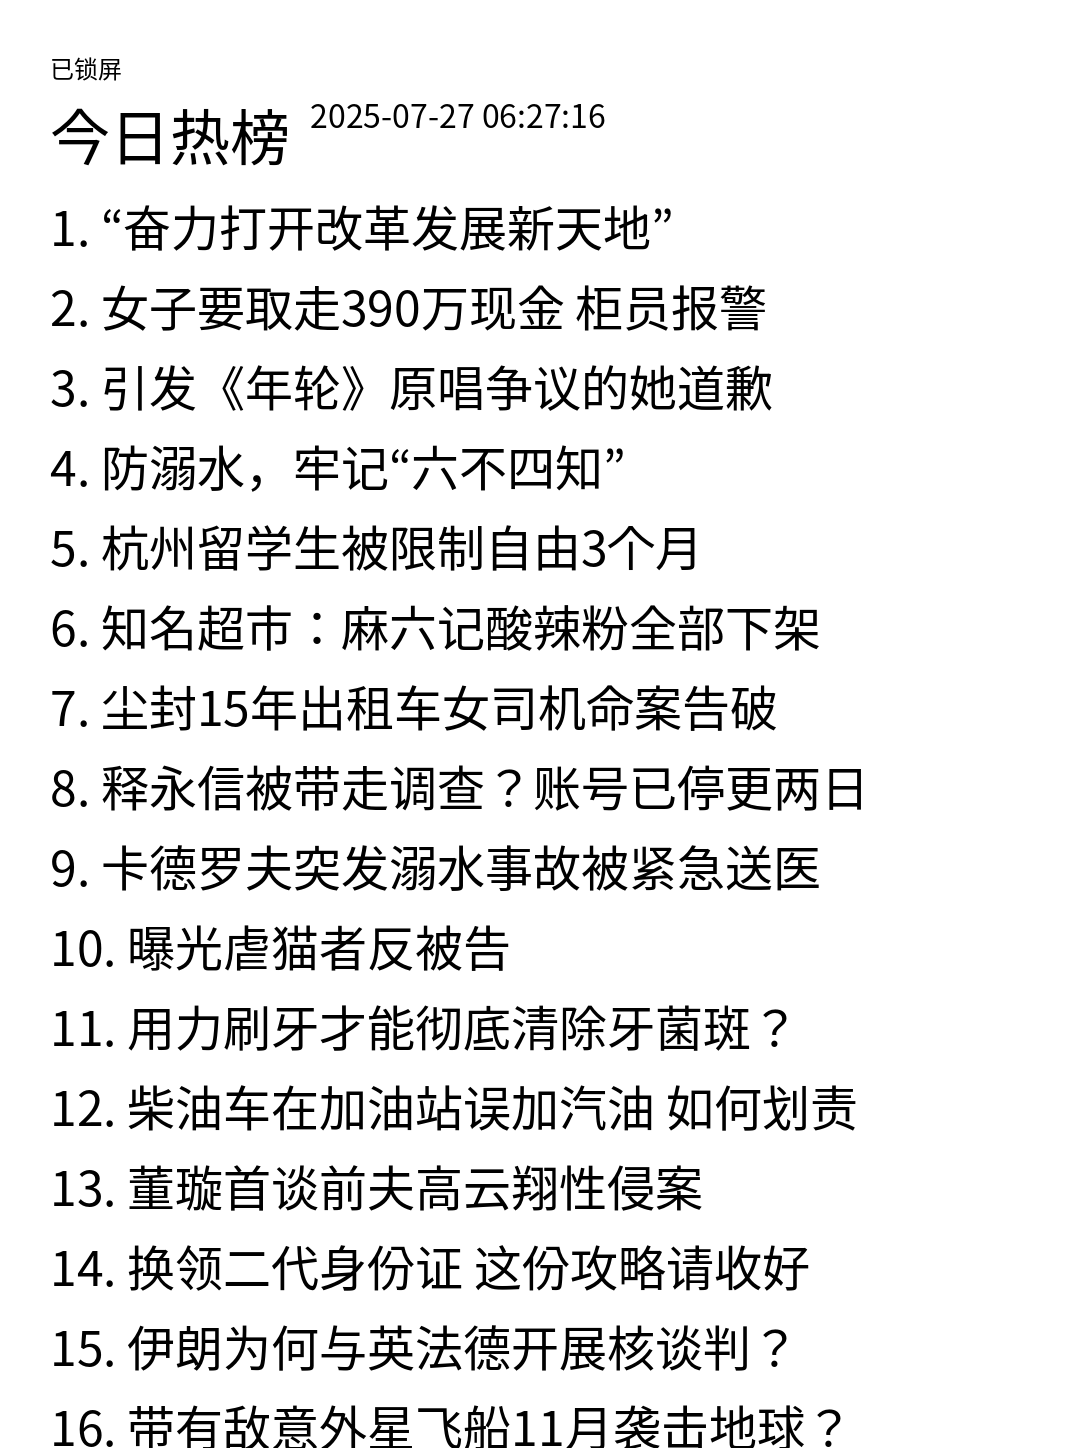 已锁屏
今日热榜 2025-07-27 06:27:16
1. “奋力打开改革发展新天地”
2. 女子要取走390万现金 柜员报警
3. 引发《年轮》原唱争议的她道歉
4. 防溺水，牢记“六不四知”
5. 杭州留学生被限制自由3个月
6. 知名超市：麻六记酸辣粉全部下架
7. 尘封15年出租车女司机命案告破
8. 释永信被带走调查？账号已停更两日
9. 卡德罗夫突发溺水事故被紧急送医
10. 曝光虐猫者反被告
11. 用力刷牙才能彻底清除牙菌斑？
12. 柴油车在加油站误加汽油 如何划责
13. 董璇首谈前夫高云翔性侵案
14. 换领二代身份证 这份攻略请收好
15. 伊朗为何与英法德开展核谈判？
16. 带有敌意外星飞船11月袭击地球？